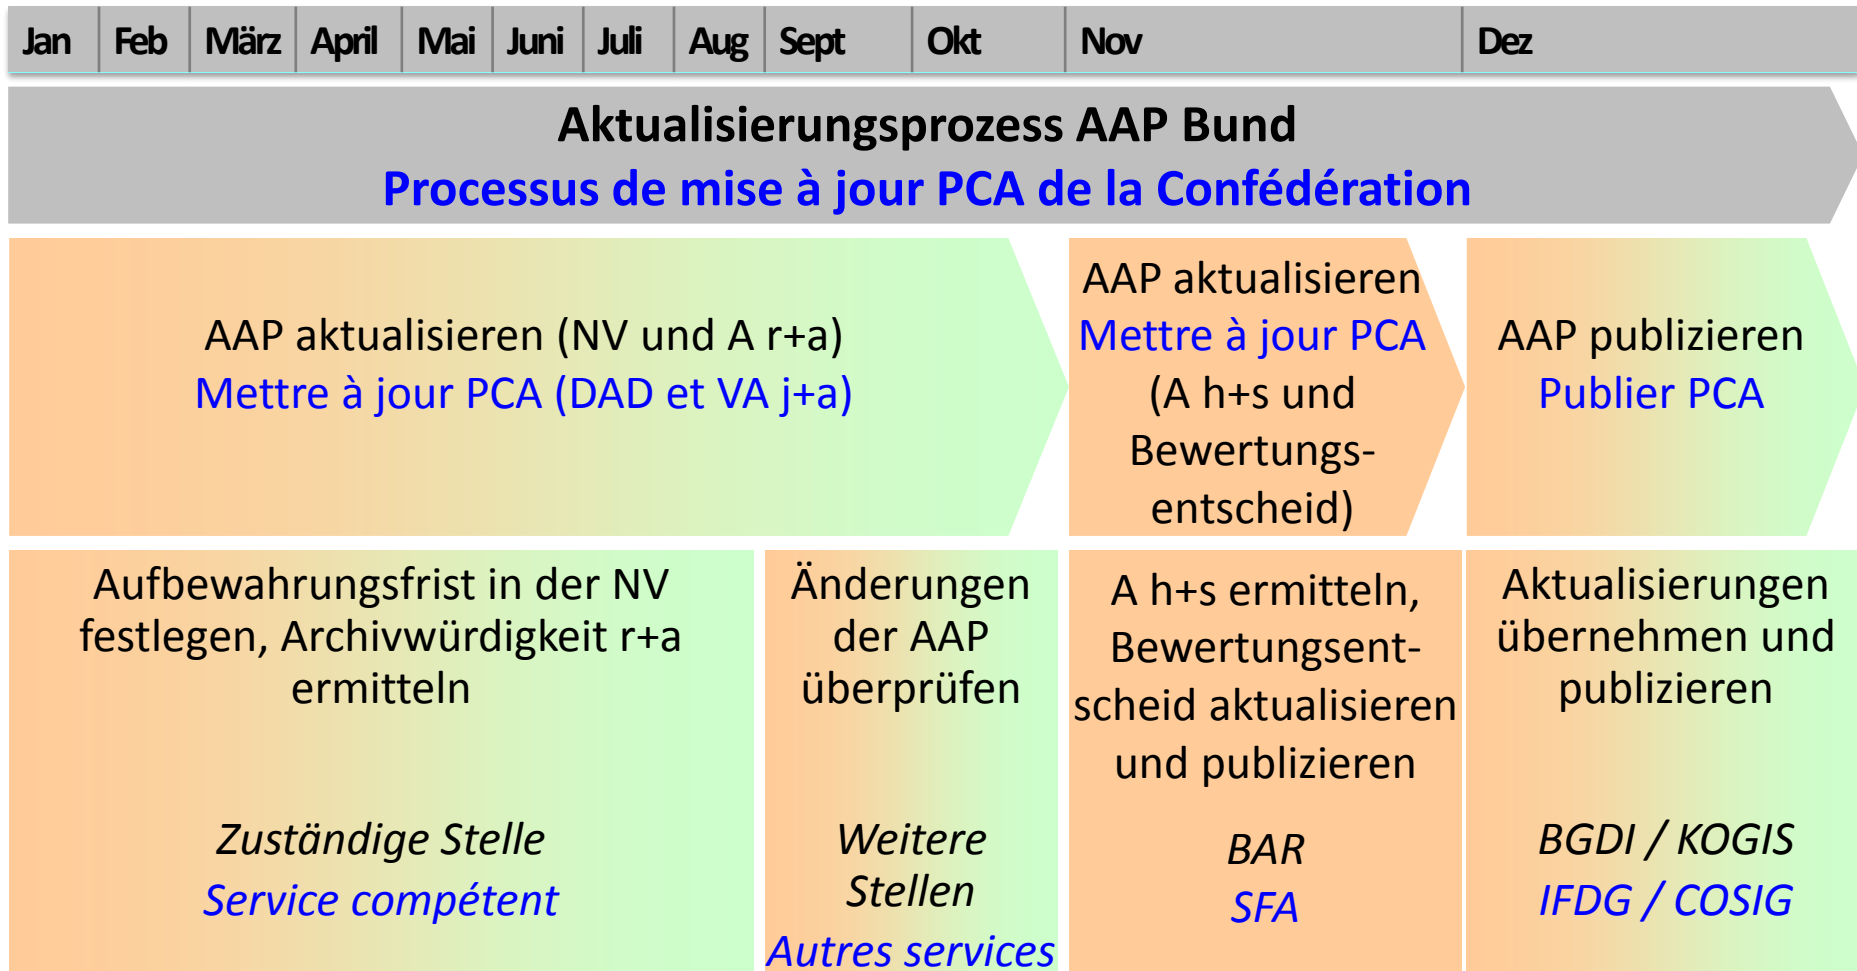 Jan Feb März April Mai Juni Juli Aug Sept Okt Nov Dez
Aktualisierungsprozess AAP Bund
Processus de mise à jour PCA de la Confédération
AAP aktualisieren (NV und A r+a)
Mettre à jour PCA (DAD et VA j+a)
AAP aktualisieren
Mettre à jour PCA
(A h+s und
Bewertungs-
entscheid)
AAP publizieren
Publier PCA
Aufbewahrungsfrist in der NV
festlegen, Archivwürdigkeit r+a
ermitteln
Zuständige Stelle
Service compétent
Änderungen
der AAP
überprüfen
Weitere
Stellen
Autres services
A h+s ermitteln,
Bewertungsent-
scheid aktualisieren
und publizieren
BAR
SFA
Aktualisierungen
übernehmen und
publizieren
BGDI / KOGIS
IFDG / COSIG